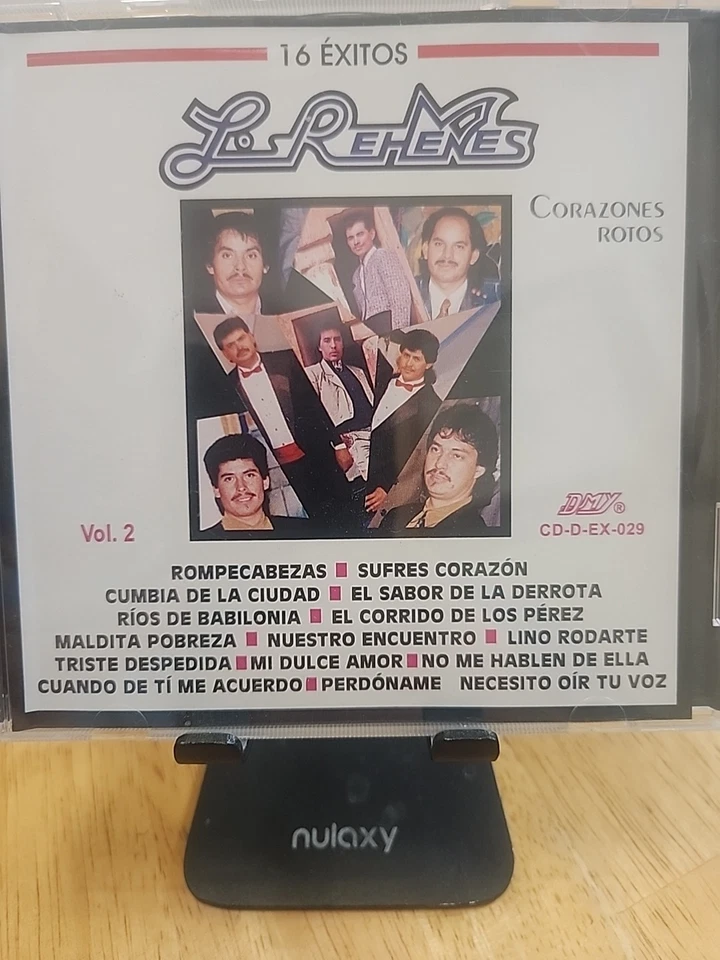 16 ÉXITOS
LOS REHENES
CORAZONES
ROTOS
Vol. 2
DMY®
CD-D-EX-029
ROMPECABEZAS SUFRES CORAZÓN
CUMBIA DE LA CIUDAD EL SABOR DE LA DERROTA
RÍOS DE BABILONIA EL CORRIDO DE LOS PÉREZ
MALDITA POBREZA NUESTRO ENCUENTRO LINO RODARTE
TRISTE DESPEDIDA MI DULCE AMOR NO ME HABLEN DE ELLA
CUANDO DE TÍ ME ACUERDO PERDÓNAME NECESITO OÍR TU VOZ
nulaxy